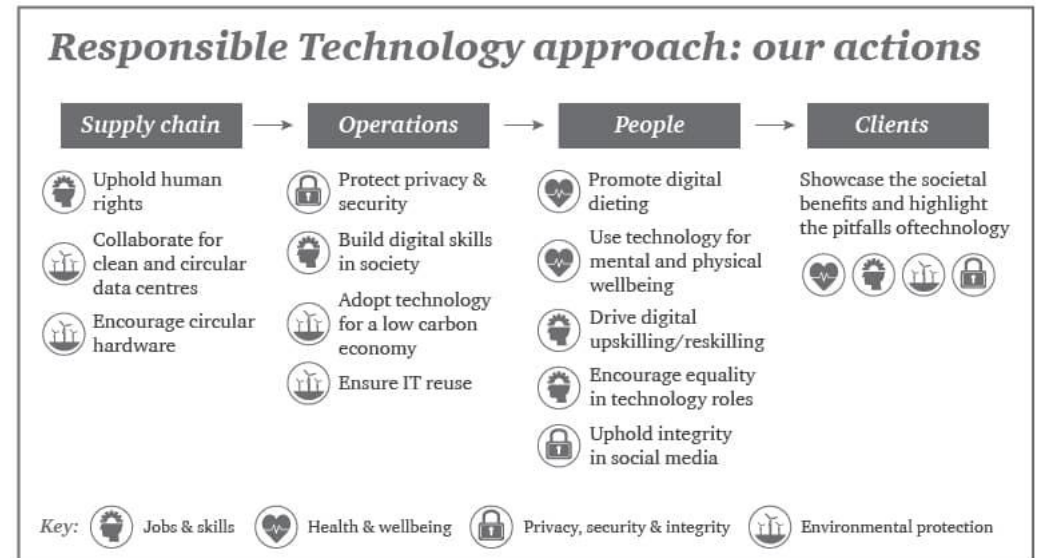 Responsible Technology approach: our actions
Supply chain
Operations
People
Clients
Uphold human
rights
Collaborate for
clean and circular
data centres
Encourage circular
hardware
Protect privacy &
security
Build digital skills
in society
Adopt technology
for a low carbon
economy
Ensure IT reuse
Promote digital
dieting
Use technology for
mental and physical
wellbeing
Drive digital
upskilling/reskilling
Encourage equality
in technology roles
Uphold integrity
in social media
Showcase the societal
benefits and highlight
the pitfalls oftechnology
Key: Jobs & skills Health & wellbeing Privacy, security & integrity Environmental protection